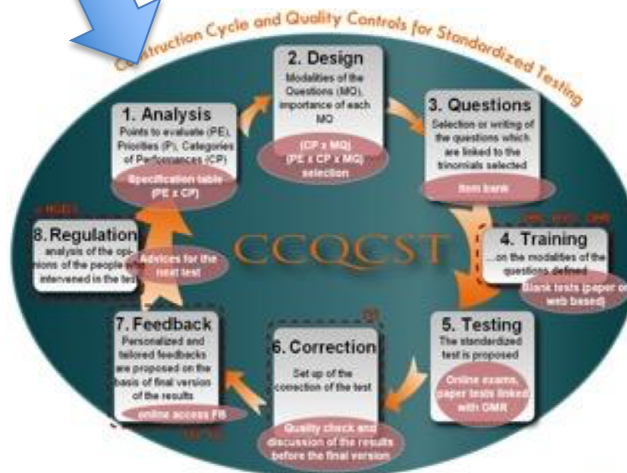 Construction Cycle and Quality Controls for Standardized Testing
1. Analysis
Points to evaluate (PE),
Priorities (P), Categories
of Performances (CP)
Specification table
(PE x CP)
2. Design
Modalities of the
Questions (MQ),
importance of each
MQ
(CP x MQ)
(PE x CP x MQ)
selection
3. Questions
Selection or writing of
the questions which
are linked to the
trinomials selected
Item bank
4. Training
...on the modalities of the
questions defined
Blank tests (paper or
web based)
5. Testing
The standardized
test is proposed
Online exams,
paper tests linked
with OMR
6. Correction
Set up of the
correction of the test
Quality check and
discussion of the results
before the final version
7. Feedback
Personalized and
tailored feedbacks
are proposed on the
basis of final version
of the results
online access FB
8. Regulation
analysis of the opi-
nions of the people who
intervened in the test
Advices for the
next test
CCQCST